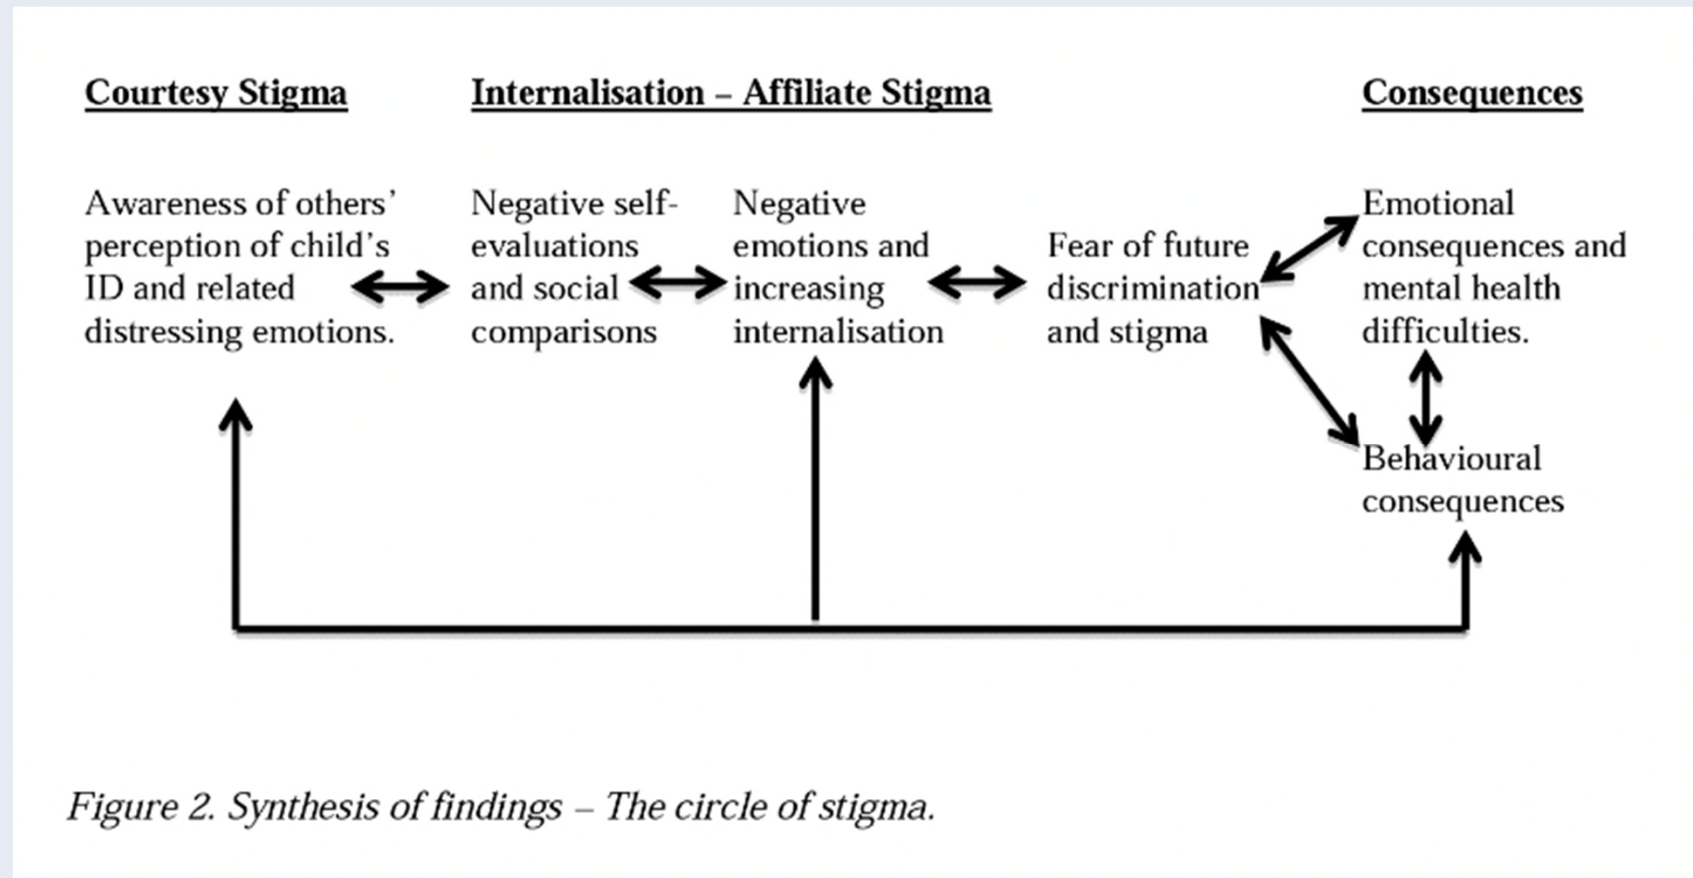 Courtesy Stigma
Internalisation – Affiliate Stigma
Consequences
Awareness of others’
perception of child’s
ID and related
distressing emotions.
Negative self-
evaluations
and social
comparisons
Negative
emotions and
increasing
internalisation
Fear of future
discrimination
and stigma
Emotional
consequences and
mental health
difficulties.
Behavioural
consequences
Figure 2. Synthesis of findings – The circle of stigma.